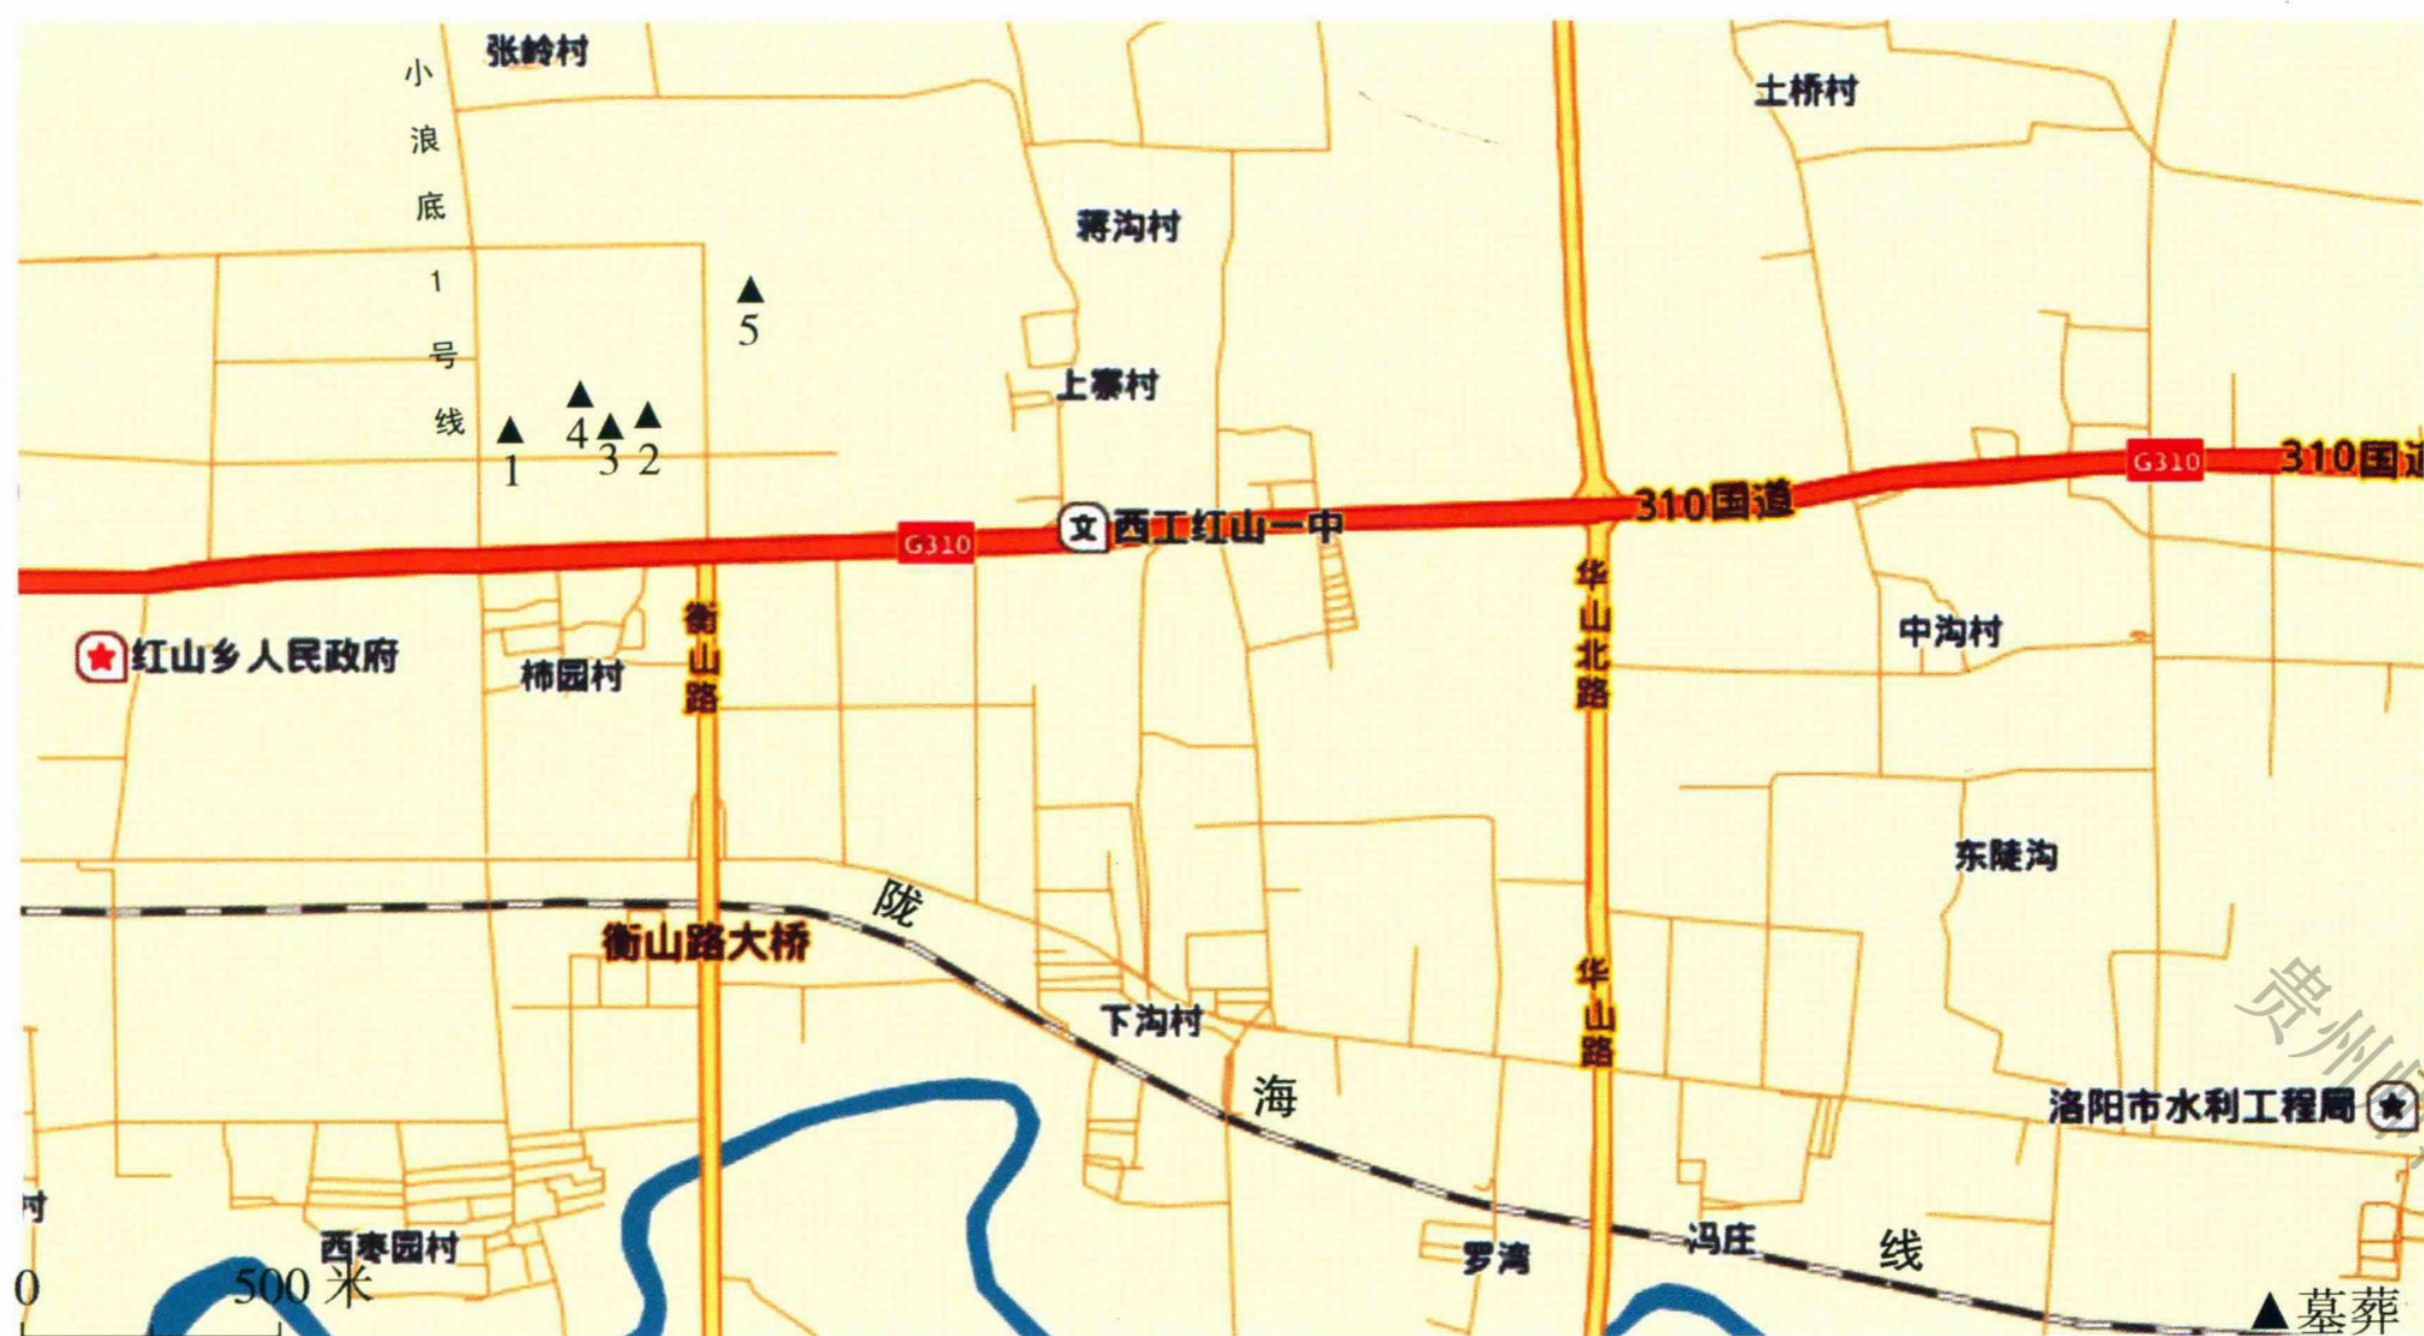 张岭村
小浪底1号线
土桥村
蒋沟村
5
上寨村
4
3
2
1
G310
310国道
G310
西工红山一中
文
310国道
华山北路
衡山路
中沟村
红山乡人民政府
柿园村
东陡沟
陇海线
衡山路大桥
华山路
下沟村
洛阳市水利工程局
村
西枣园村
罗湾
冯庄
0 500 米
墓葬
贵州